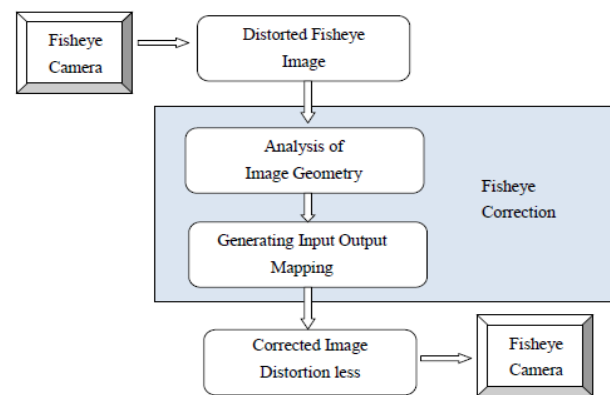 Fisheye
Camera
Distorted Fisheye
Image
Analysis of
Image Geometry
Fisheye
Correction
Generating Input Output
Mapping
Corrected Image
Distortion less
Fisheye
Camera